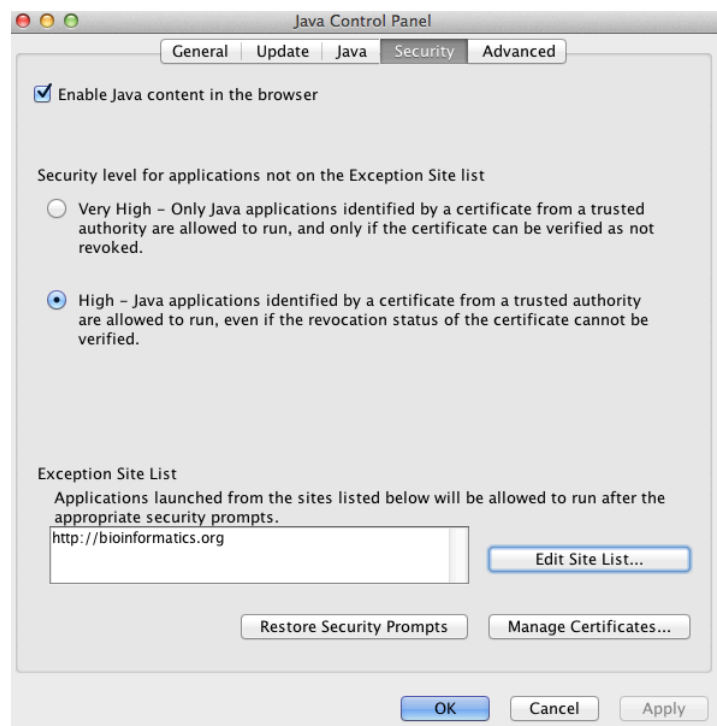 Java Control Panel
General Update Java Security Advanced
Enable Java content in the browser
Security level for applications not on the Exception Site list
Very High – Only Java applications identified by a certificate from a trusted
authority are allowed to run, and only if the certificate can be verified as not
revoked.
High – Java applications identified by a certificate from a trusted authority
are allowed to run, even if the revocation status of the certificate cannot be
verified.
Exception Site List
Applications launched from the sites listed below will be allowed to run after the
appropriate security prompts.
http://bioinformatics.org
Edit Site List...
Restore Security Prompts Manage Certificates...
OK Cancel Apply